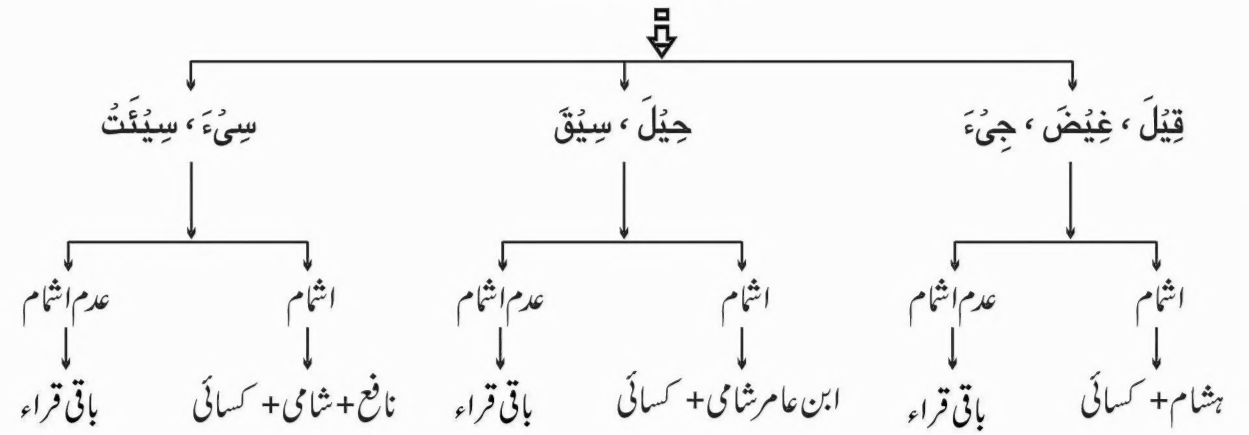 قِيْلَ ، غِيْضَ ، جِیْءَ
حِيْلَ ، سِيْقَ
سِیْءَ ، سِيْئَتْ
اشمام
عدم اشمام
اشمام
عدم اشمام
اشمام
عدم اشمام
ہشام + کسائی
باقی قراء
ابن عامر شامی + کسائی
باقی قراء
نافع + شامی + کسائی
باقی قراء